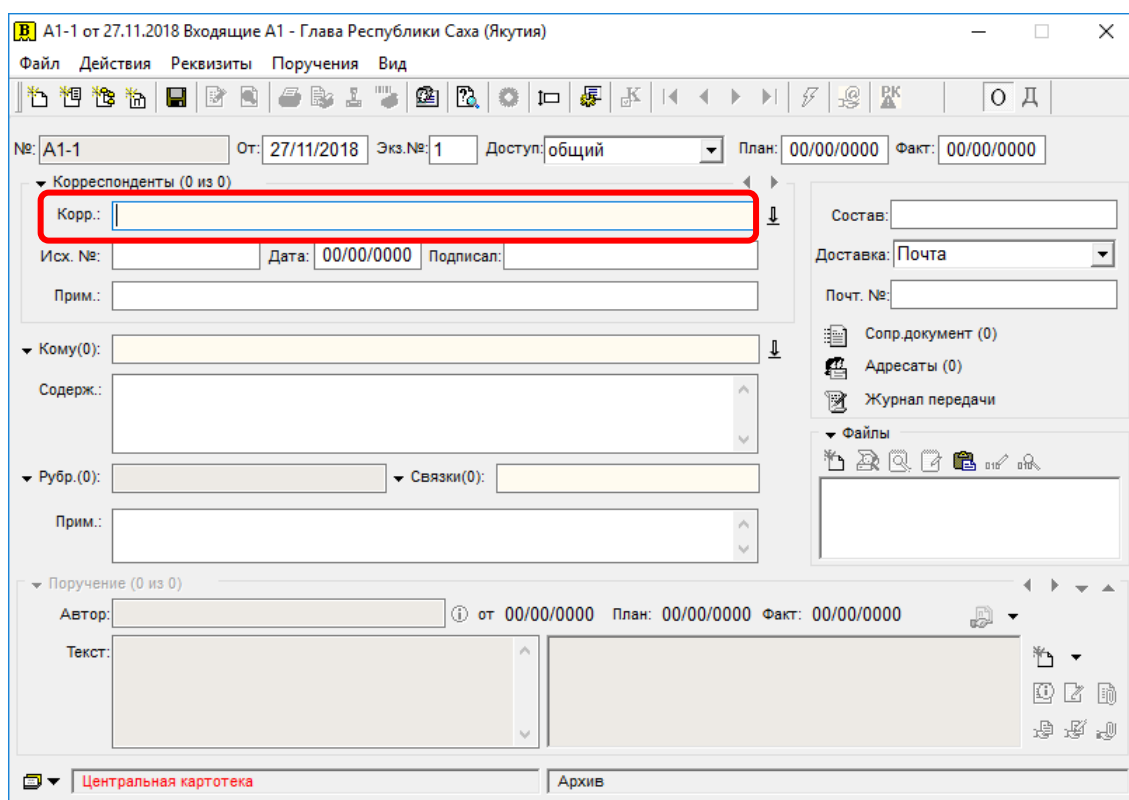 В А1-1 от 27.11.2018 Входящие А1 - Глава Республики Саха (Якутия)
Файл Действия Реквизиты Поручения Вид
К РК О Д
№: А1-1 От: 27/11/2018 Экз.№: 1 Доступ: общий План: 00/00/0000 Факт: 00/00/0000
Корреспонденты (0 из 0)
Корр.:
Состав:
Исх. №: Дата: 00/00/0000 Подписал:
Доставка: Почта
Прим.:
Почт. №:
Сопр.документ (0)
Кому(0):
Адресаты (0)
Содерж.:
Журнал передачи
Файлы
Рубр.(0): Связки(0):
Прим.:
Поручение (0 из 0)
Автор: от 00/00/0000 План: 00/00/0000 Факт: 00/00/0000
Текст:
Центральная картотека Архив